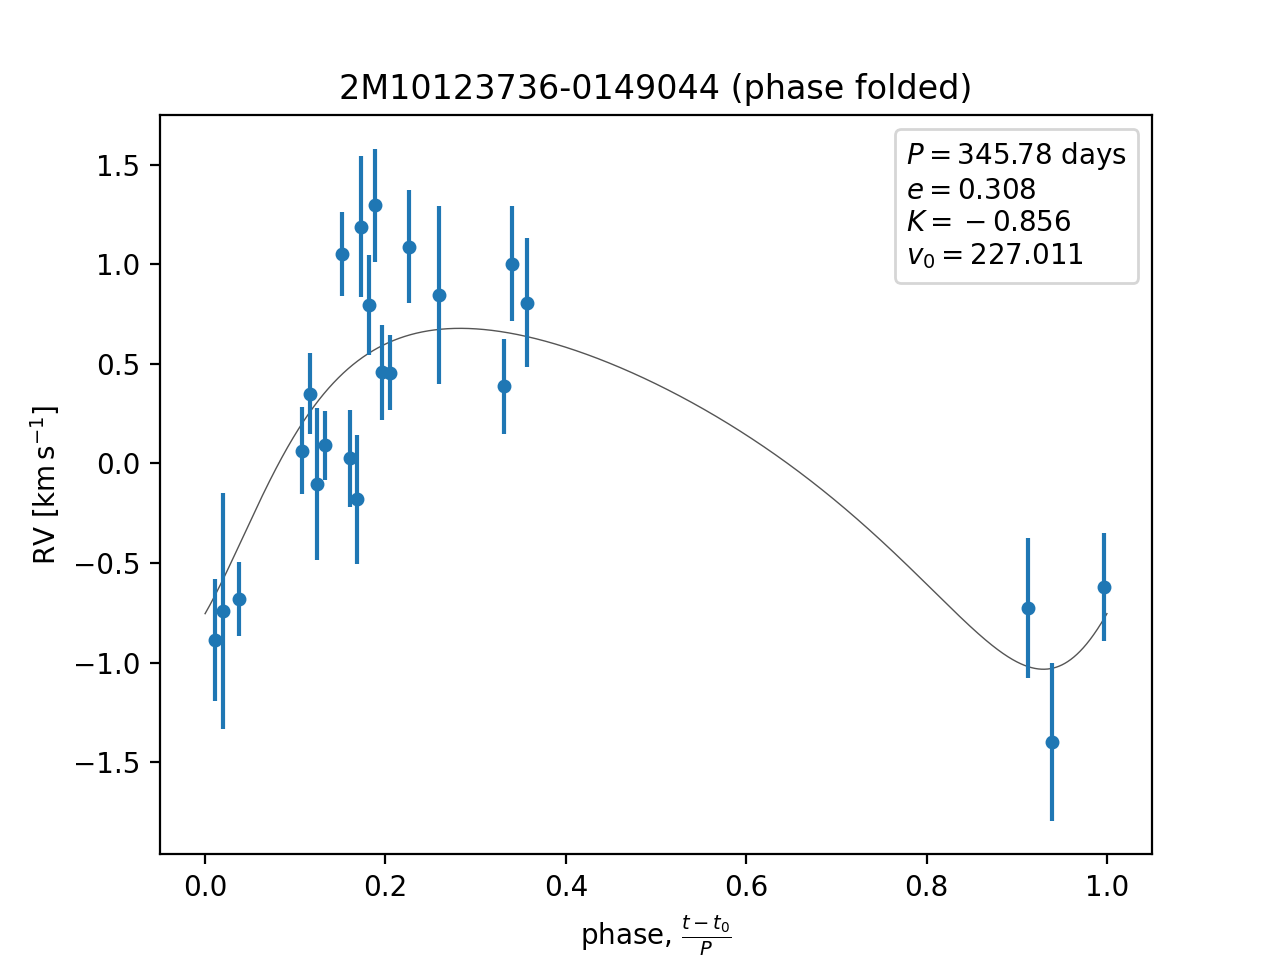 2M10123736-0149044 (phase folded)
P = 345.78 days
e = 0.308
K = −0.856
v₀ = 227.011
1.5
1.0
0.5
0.0
−0.5
−1.0
−1.5
RV [km s⁻¹]
0.0 0.2 0.4 0.6 0.8 1.0
phase, (t − t₀)/P